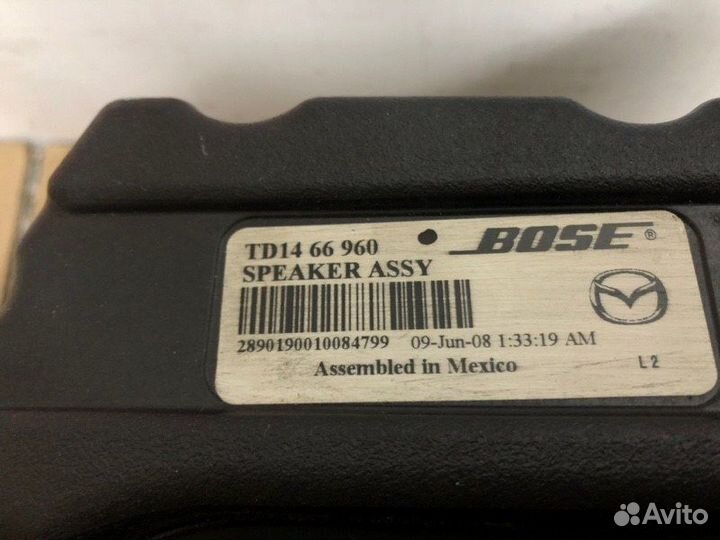 TD14 66 960
BOSE®
SPEAKER ASSY
2890190010084799 09-Jun-08 1:33:19 AM
Assembled in Mexico
L2
Avito